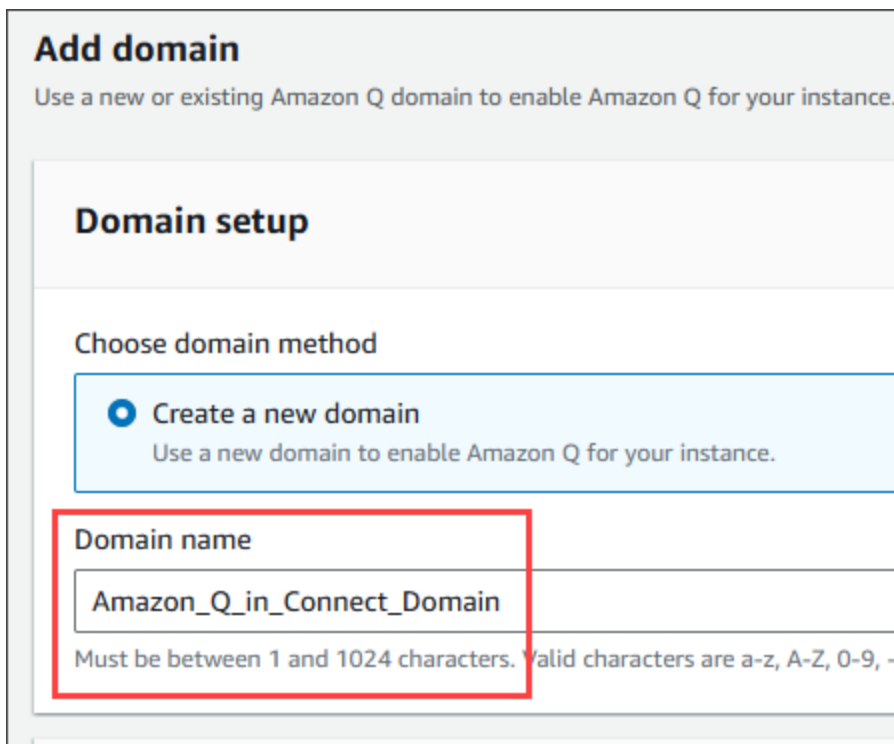 Add domain
Use a new or existing Amazon Q domain to enable Amazon Q for your instance.
Domain setup
Choose domain method
Create a new domain
Use a new domain to enable Amazon Q for your instance.
Domain name
Amazon_Q_in_Connect_Domain
Must be between 1 and 1024 characters. Valid characters are a-z, A-Z, 0-9, -